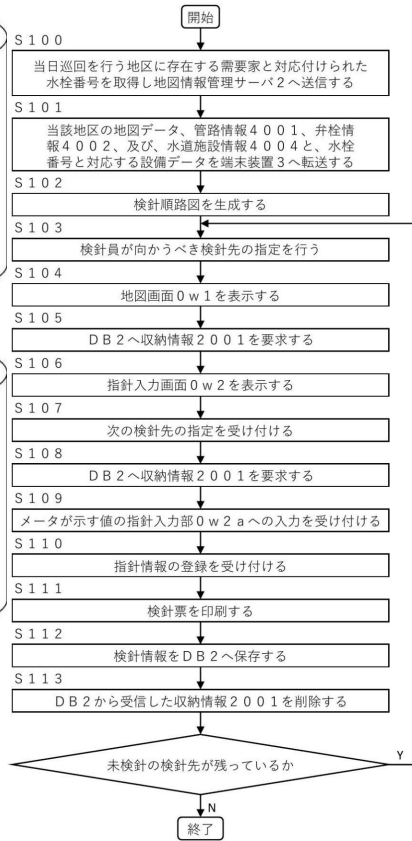 開始
S100
当日巡回を行う地区に存在する需要家と対応付けられた
水栓番号を取得し地図情報管理サーバ2へ送信する
S101
当該地区の地図データ、管路情報4001、弁栓情
報4002、及び、水道施設情報4004と、水栓
番号と対応する設備データを端末装置3へ転送する
S102
検針順路図を生成する
S103
検針員が向かうべき検針先の指定を行う
S104
地図画面0w1を表示する
S105
DB2へ収納情報2001を要求する
S106
指針入力画面0w2を表示する
S107
次の検針先の指定を受け付ける
S108
DB2へ収納情報2001を要求する
S109
メータが示す値の指針入力部0w2aへの入力を受け付ける
S110
指針情報の登録を受け付ける
S111
検針票を印刷する
S112
検針情報をDB2へ保存する
S113
DB2から受信した収納情報2001を削除する
未検針の検針先が残っているか
Y
N
終了